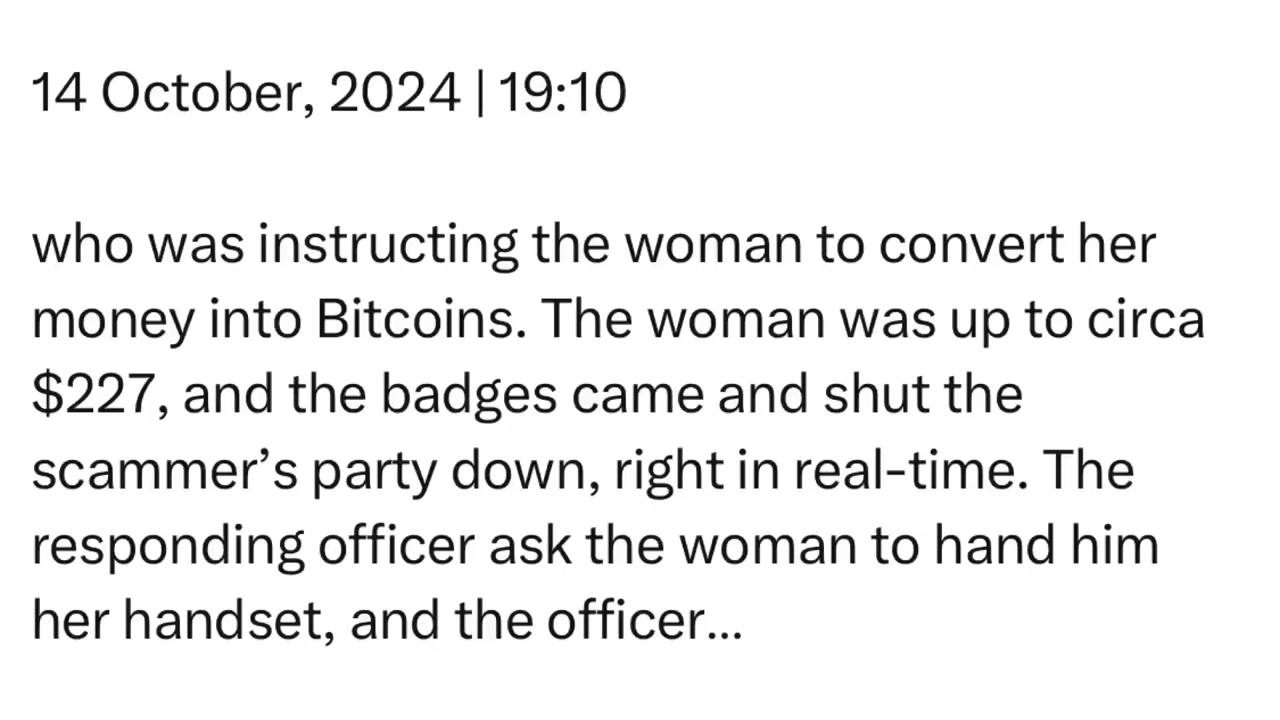 14 October, 2024 | 19:10
who was instructing the woman to convert her
money into Bitcoins. The woman was up to circa
$227, and the badges came and shut the
scammer’s party down, right in real-time. The
responding officer ask the woman to hand him
her handset, and the officer...